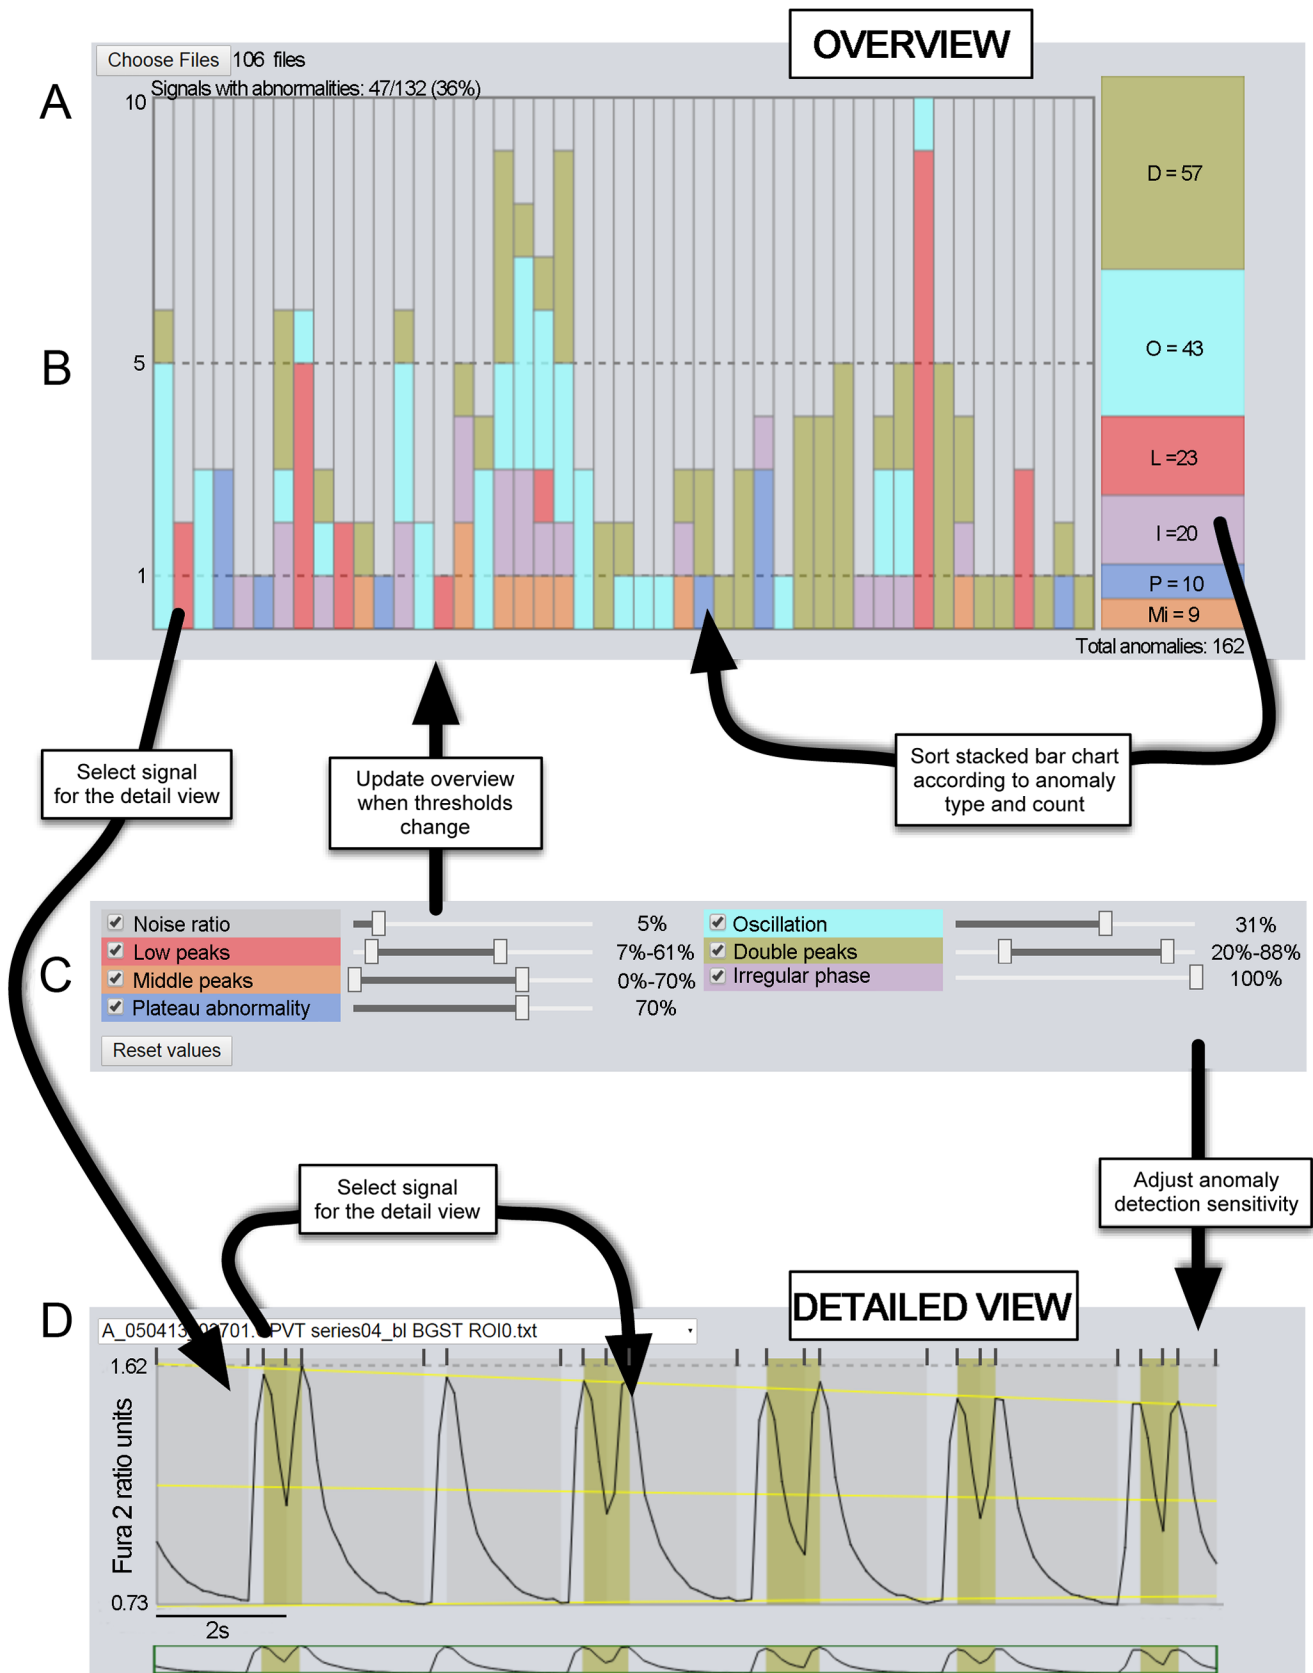 OVERVIEW
Choose Files 106 files
Signals with abnormalities: 47/132 (36%)
A
10
D = 57
O = 43
B
5
L =23
I =20
1
P = 10
Mi = 9
Total anomalies: 162
Select signal
for the detail view
Update overview
when thresholds
change
Sort stacked bar chart
according to anomaly
type and count
C
Noise ratio 5%
Low peaks 7%-61%
Middle peaks 0%-70%
Plateau abnormality 70%
Oscillation 31%
Double peaks 20%-88%
Irregular phase 100%
Reset values
Select signal
for the detail view
Adjust anomaly
detection sensitivity
D
DETAILED VIEW
PVT series04_bl BGST ROI0.txt
1.62
Fura 2 ratio units
0.73
2s